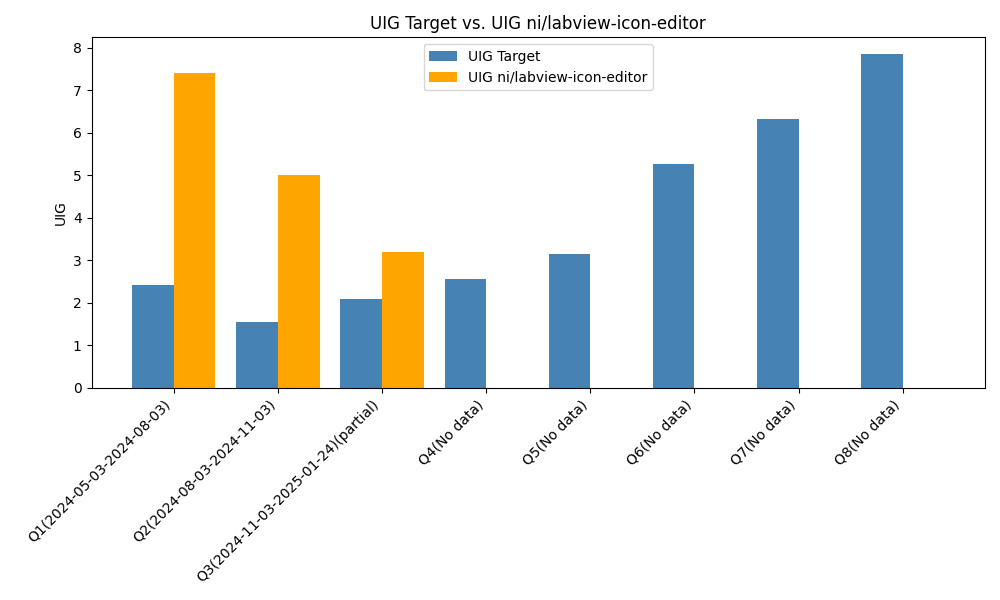 UIG Target vs. UIG ni/labview-icon-editor
UIG Target
UIG ni/labview-icon-editor
UIG
8
7
6
5
4
3
2
1
0
Q1(2024-05-03-2024-08-03)
Q2(2024-08-03-2024-11-03)
Q3(2024-11-03-2025-01-24)(partial)
Q4(No data)
Q5(No data)
Q6(No data)
Q7(No data)
Q8(No data)